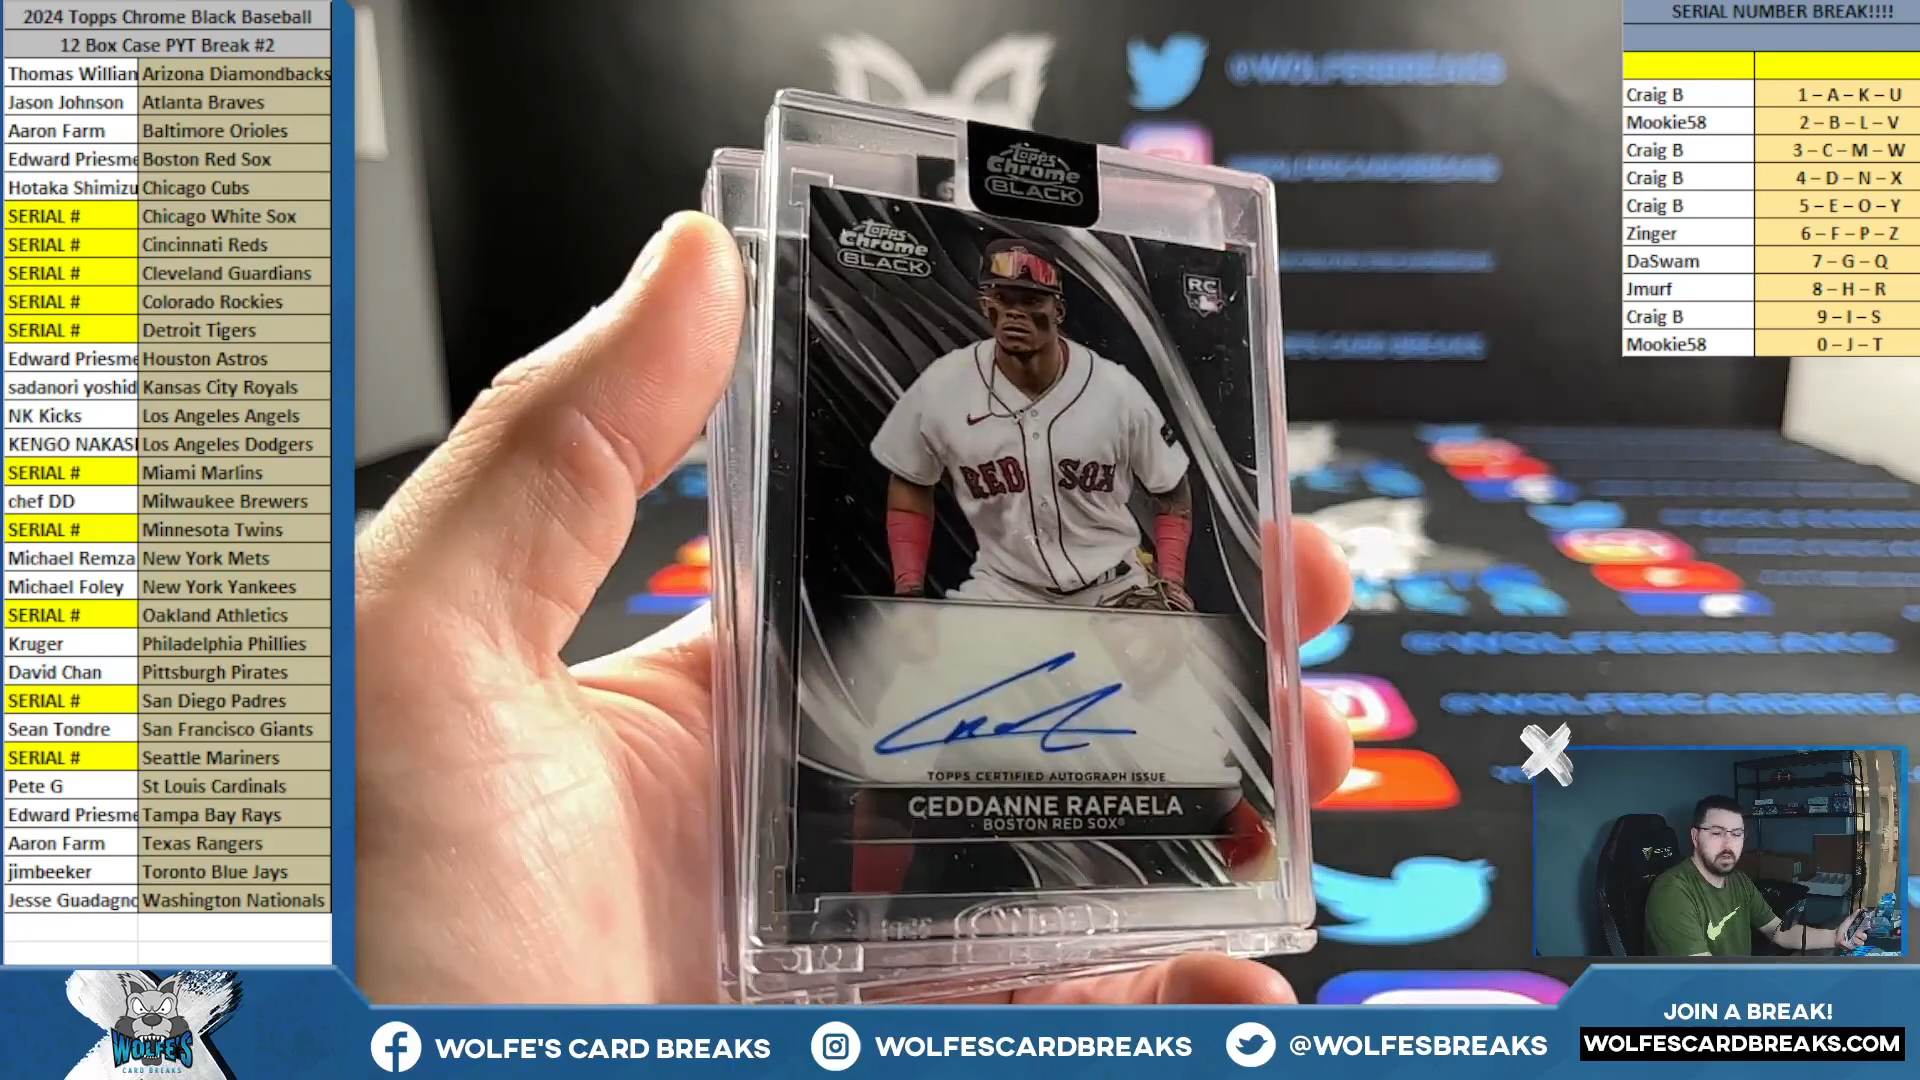 2024 Topps Chrome Black Baseball
12 Box Case PYT Break #2
Thomas Willian Arizona Diamondbacks
Jason Johnson Atlanta Braves
Aaron Farm Baltimore Orioles
Edward Priesme Boston Red Sox
Hotaka Shimizu Chicago Cubs
SERIAL # Chicago White Sox
SERIAL # Cincinnati Reds
SERIAL # Cleveland Guardians
SERIAL # Colorado Rockies
SERIAL # Detroit Tigers
Edward Priesme Houston Astros
sadanori yoshid Kansas City Royals
NK Kicks Los Angeles Angels
KENGO NAKASI Los Angeles Dodgers
SERIAL # Miami Marlins
chef DD Milwaukee Brewers
SERIAL # Minnesota Twins
Michael Remza New York Mets
Michael Foley New York Yankees
SERIAL # Oakland Athletics
Kruger Philadelphia Phillies
David Chan Pittsburgh Pirates
SERIAL # San Diego Padres
Sean Tondre San Francisco Giants
SERIAL # Seattle Mariners
Pete G St Louis Cardinals
Edward Priesme Tampa Bay Rays
Aaron Farm Texas Rangers
jimbeeker Toronto Blue Jays
Jesse Guadagno Washington Nationals
@WOLFESBREAKS
Topps
Chrome
BLACK
Topps
Chrome
BLACK
RC
RED SOX
TOPPS CERTIFIED AUTOGRAPH ISSUE
CEDDANNE RAFAELA
BOSTON RED SOX®
SERIAL NUMBER BREAK!!!!
Craig B 1 – A – K – U
Mookie58 2 – B – L – V
Craig B 3 – C – M – W
Craig B 4 – D – N – X
Craig B 5 – E – O – Y
Zinger 6 – F – P – Z
DaSwam 7 – G – Q
Jmurf 8 – H – R
Craig B 9 – I – S
Mookie58 0 – J – T
@WOLFESBREAKS
@WOLFESCARDBREAKS
WOLFE'S
CARD BREAKS
WOLFE'S CARD BREAKS
WOLFESCARDBREAKS
@WOLFESBREAKS
JOIN A BREAK!
WOLFESCARDBREAKS.COM